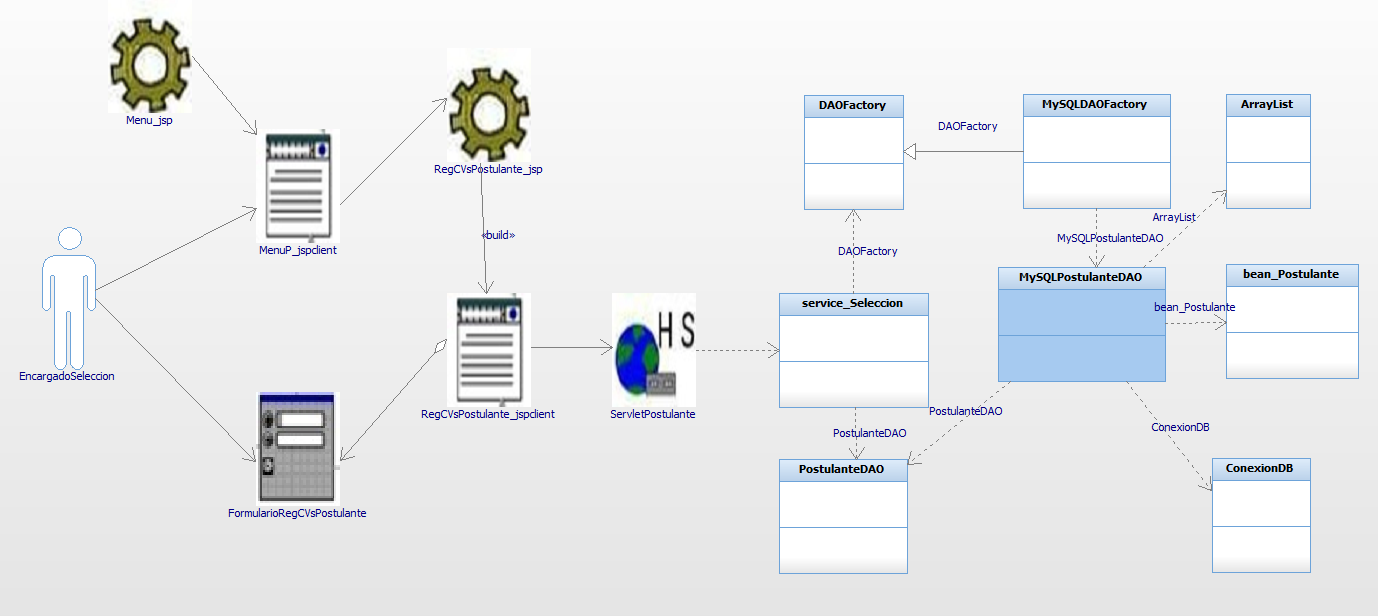 Menu_jsp
RegCVsPostulante_jsp
MenuP_jspclient
«build»
EncargadoSeleccion
RegCVsPostulante_jspclient
HS
ServletPostulante
FormularioRegCVsPostulante
DAOFactory
DAOFactory
MySQLDAOFactory
ArrayList
ArrayList
MySQLPostulanteDAO
DAOFactory
MySQLPostulanteDAO
bean_Postulante
bean_Postulante
service_Seleccion
PostulanteDAO
PostulanteDAO
ConexionDB
PostulanteDAO
ConexionDB